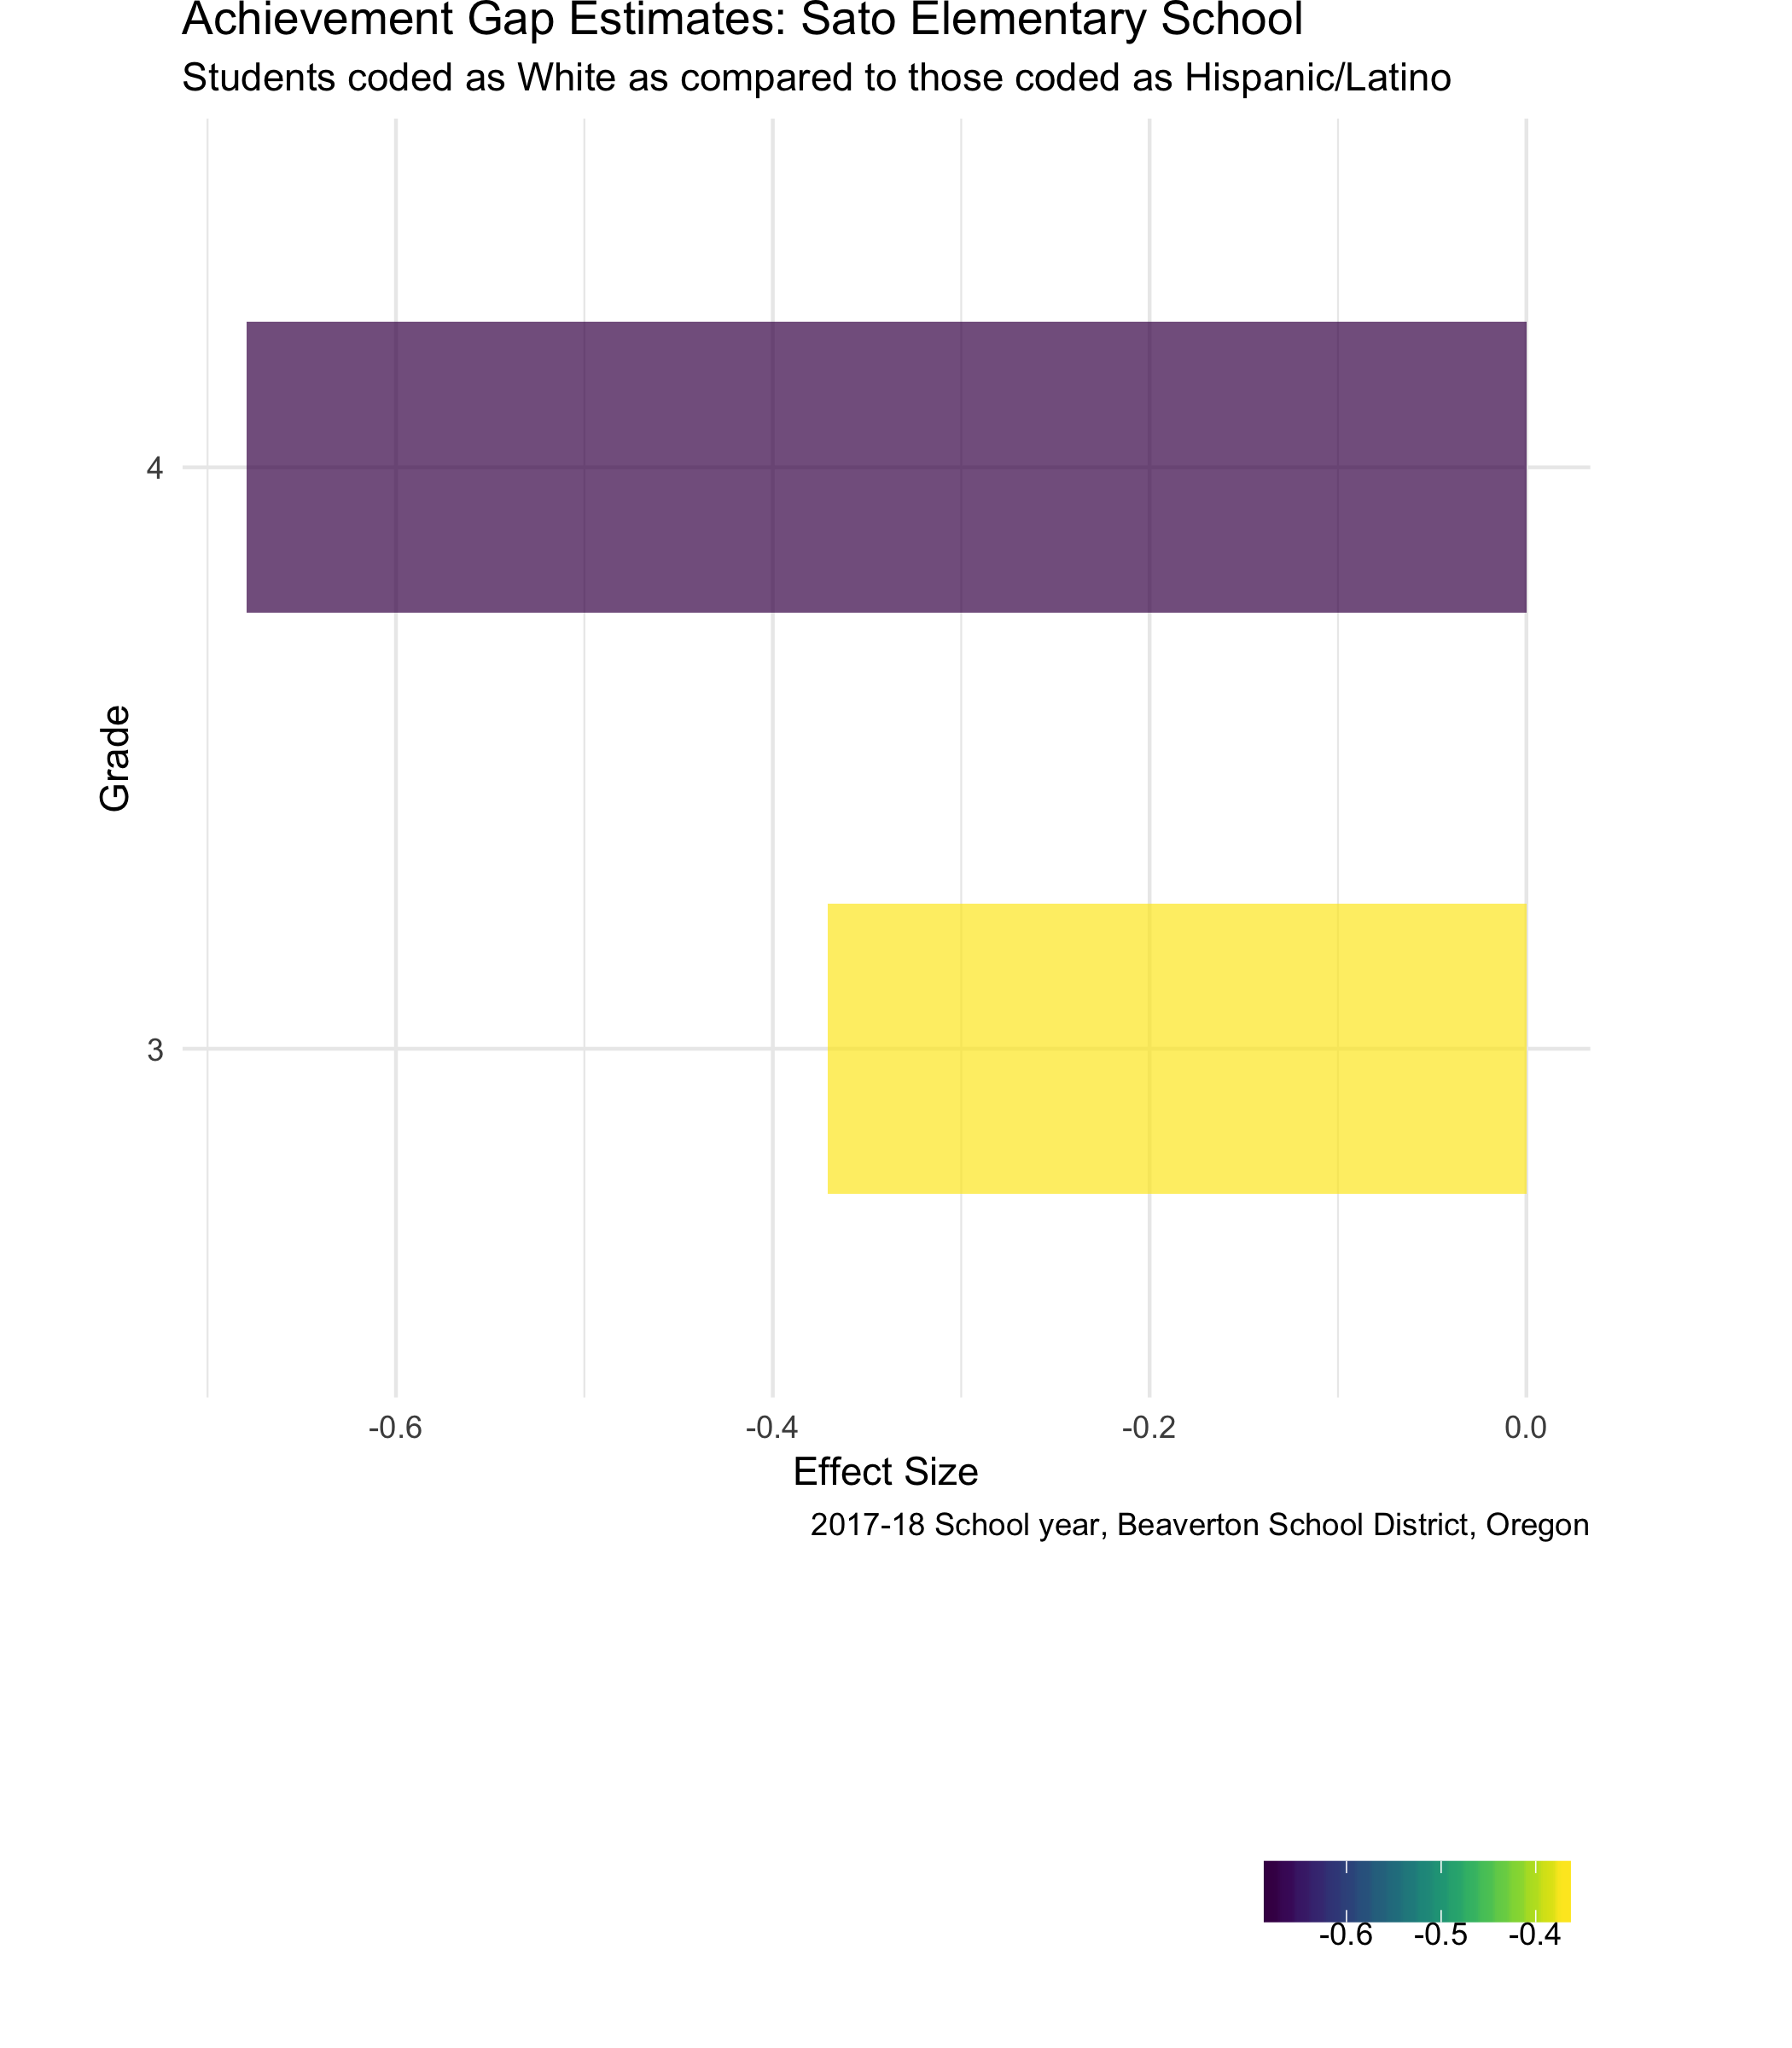 Achievement Gap Estimates: Sato Elementary School
Students coded as White as compared to those coded as Hispanic/Latino
4
Grade
3
-0.6 -0.4 -0.2 0.0
Effect Size
2017-18 School year, Beaverton School District, Oregon
-0.6 -0.5 -0.4